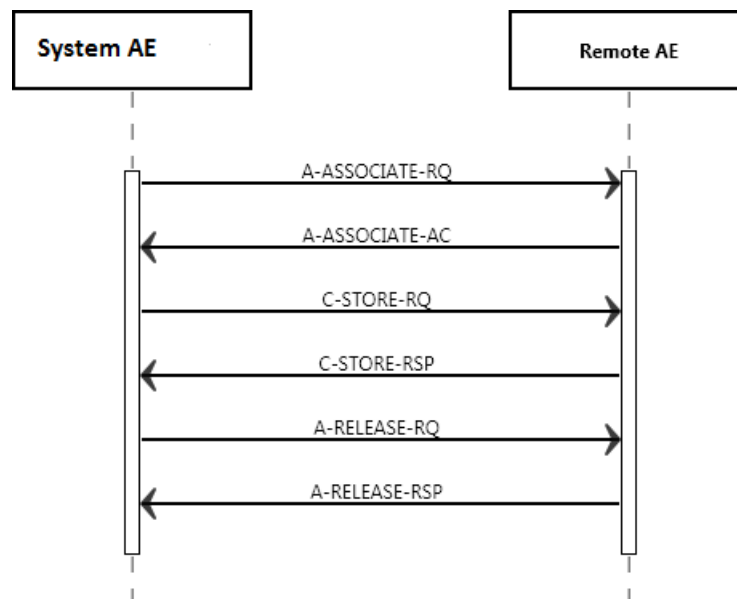 System AE
Remote AE
A-ASSOCIATE-RQ
A-ASSOCIATE-AC
C-STORE-RQ
C-STORE-RSP
A-RELEASE-RQ
A-RELEASE-RSP